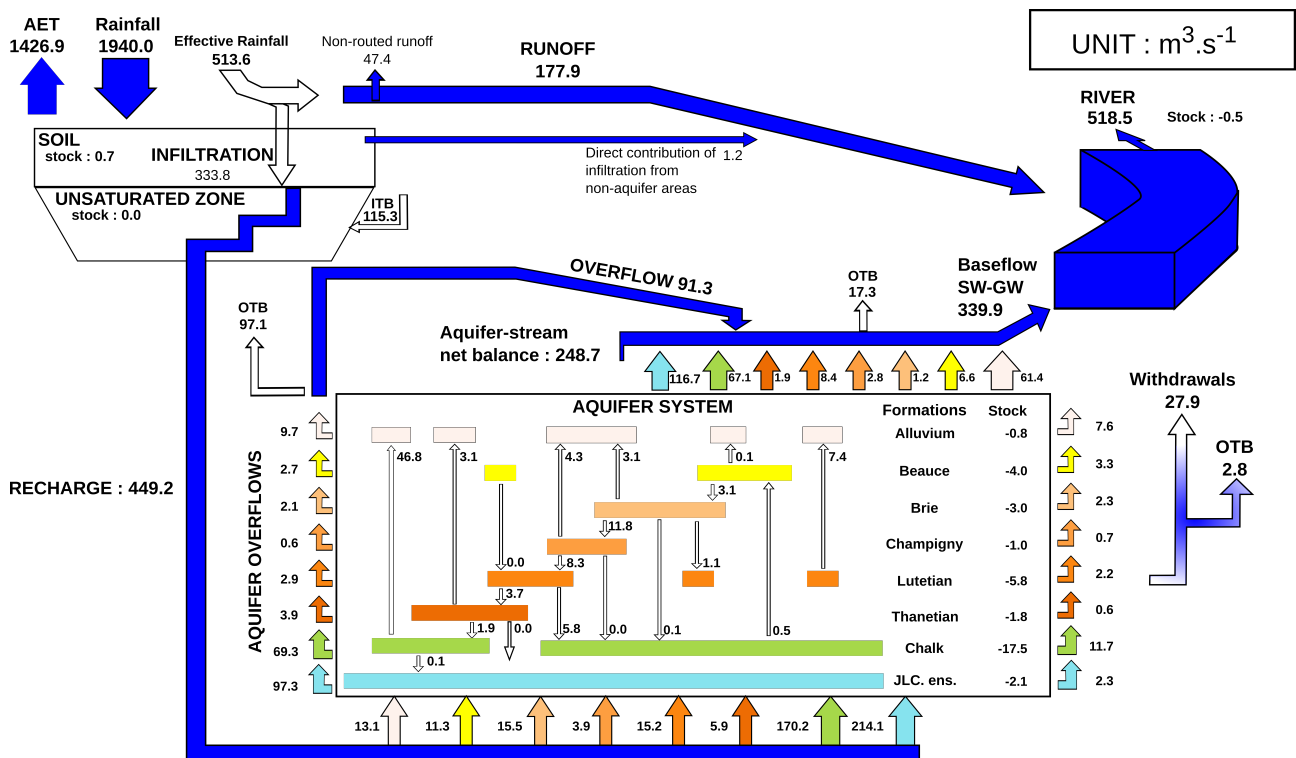 AET
1426.9
Rainfall
1940.0
Effective Rainfall
513.6
Non-routed runoff
47.4
RUNOFF
177.9
UNIT : m³.s⁻¹
RIVER
518.5
Stock : -0.5
SOIL
stock : 0.7
INFILTRATION
333.8
Direct contribution of 1.2
infiltration from
non-aquifer areas
UNSATURATED ZONE
stock : 0.0
ITB
115.3
OVERFLOW 91.3
OTB
97.1
OTB
17.3
Baseflow
SW-GW
339.9
Aquifer-stream
net balance : 248.7
116.7
67.1
1.9
8.4
2.8
1.2
6.6
61.4
Withdrawals
27.9
OTB
2.8
RECHARGE : 449.2
AQUIFER OVERFLOWS
9.7
2.7
2.1
0.6
2.9
3.9
69.3
97.3
AQUIFER SYSTEM
Formations Stock
Alluvium -0.8
Beauce -4.0
Brie -3.0
Champigny -1.0
Lutetian -5.8
Thanetian -1.8
Chalk -17.5
JLC. ens. -2.1
46.8
3.1
4.3
3.1
0.1
7.4
3.1
11.8
0.0
8.3
1.1
3.7
1.9
0.0
5.8
0.0
0.1
0.5
0.1
7.6
3.3
2.3
0.7
2.2
0.6
11.7
2.3
13.1
11.3
15.5
3.9
15.2
5.9
170.2
214.1